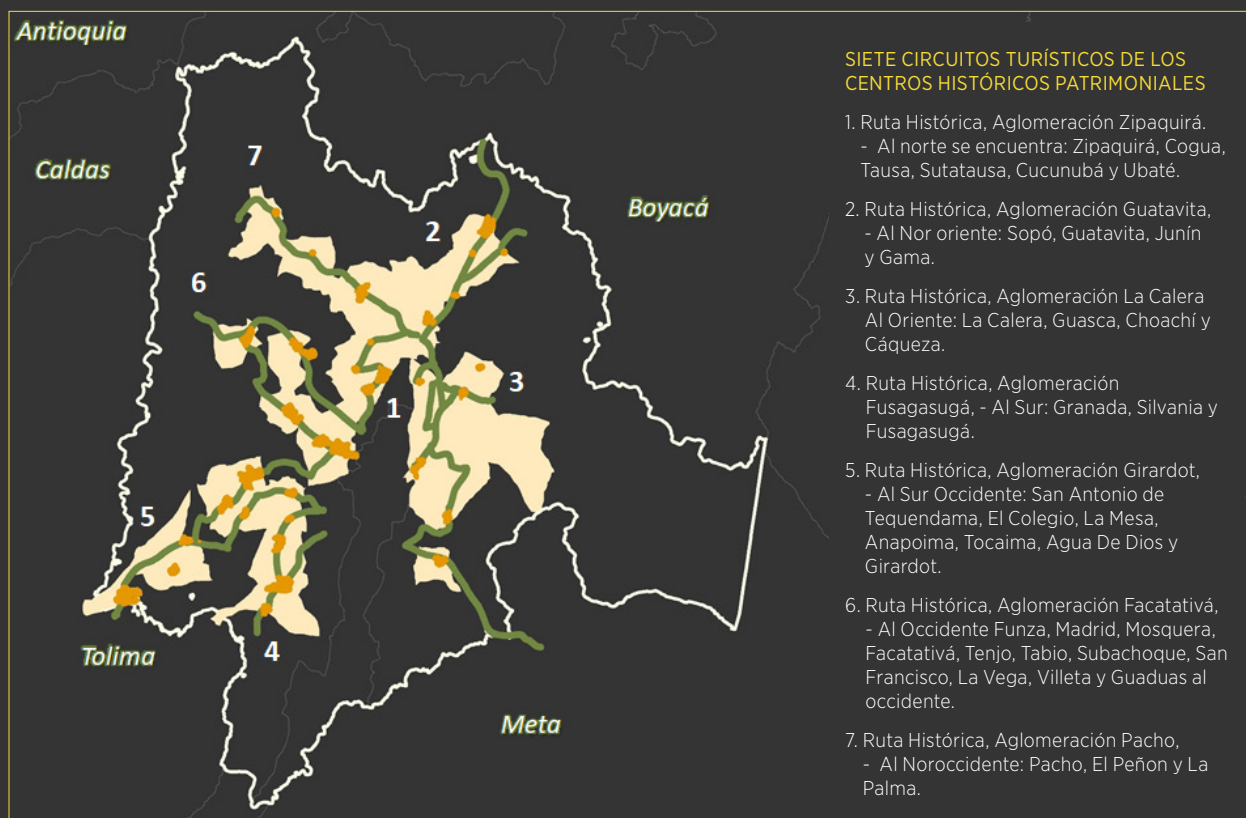 Antioquia
Caldas
Boyacá
Tolima
Meta
7
2
6
3
1
5
4
SIETE CIRCUITOS TURÍSTICOS DE LOS
CENTROS HISTÓRICOS PATRIMONIALES
1. Ruta Histórica, Aglomeración Zipaquirá.
- Al norte se encuentra: Zipaquirá, Cogua,
Tausa, Sutatausa, Cucunubá y Ubaté.
2. Ruta Histórica, Aglomeración Guatavita,
- Al Nor oriente: Sopó, Guatavita, Junín
y Gama.
3. Ruta Histórica, Aglomeración La Calera
Al Oriente: La Calera, Guasca, Choachí y
Cáqueza.
4. Ruta Histórica, Aglomeración
Fusagasugá, - Al Sur: Granada, Silvania y
Fusagasugá.
5. Ruta Histórica, Aglomeración Girardot,
- Al Sur Occidente: San Antonio de
Tequendama, El Colegio, La Mesa,
Anapoima, Tocaima, Agua De Dios y
Girardot.
6. Ruta Histórica, Aglomeración Facatativá,
- Al Occidente Funza, Madrid, Mosquera,
Facatativá, Tenjo, Tabio, Subachoque, San
Francisco, La Vega, Villeta y Guaduas al
occidente.
7. Ruta Histórica, Aglomeración Pacho,
- Al Noroccidente: Pacho, El Peñon y La
Palma.